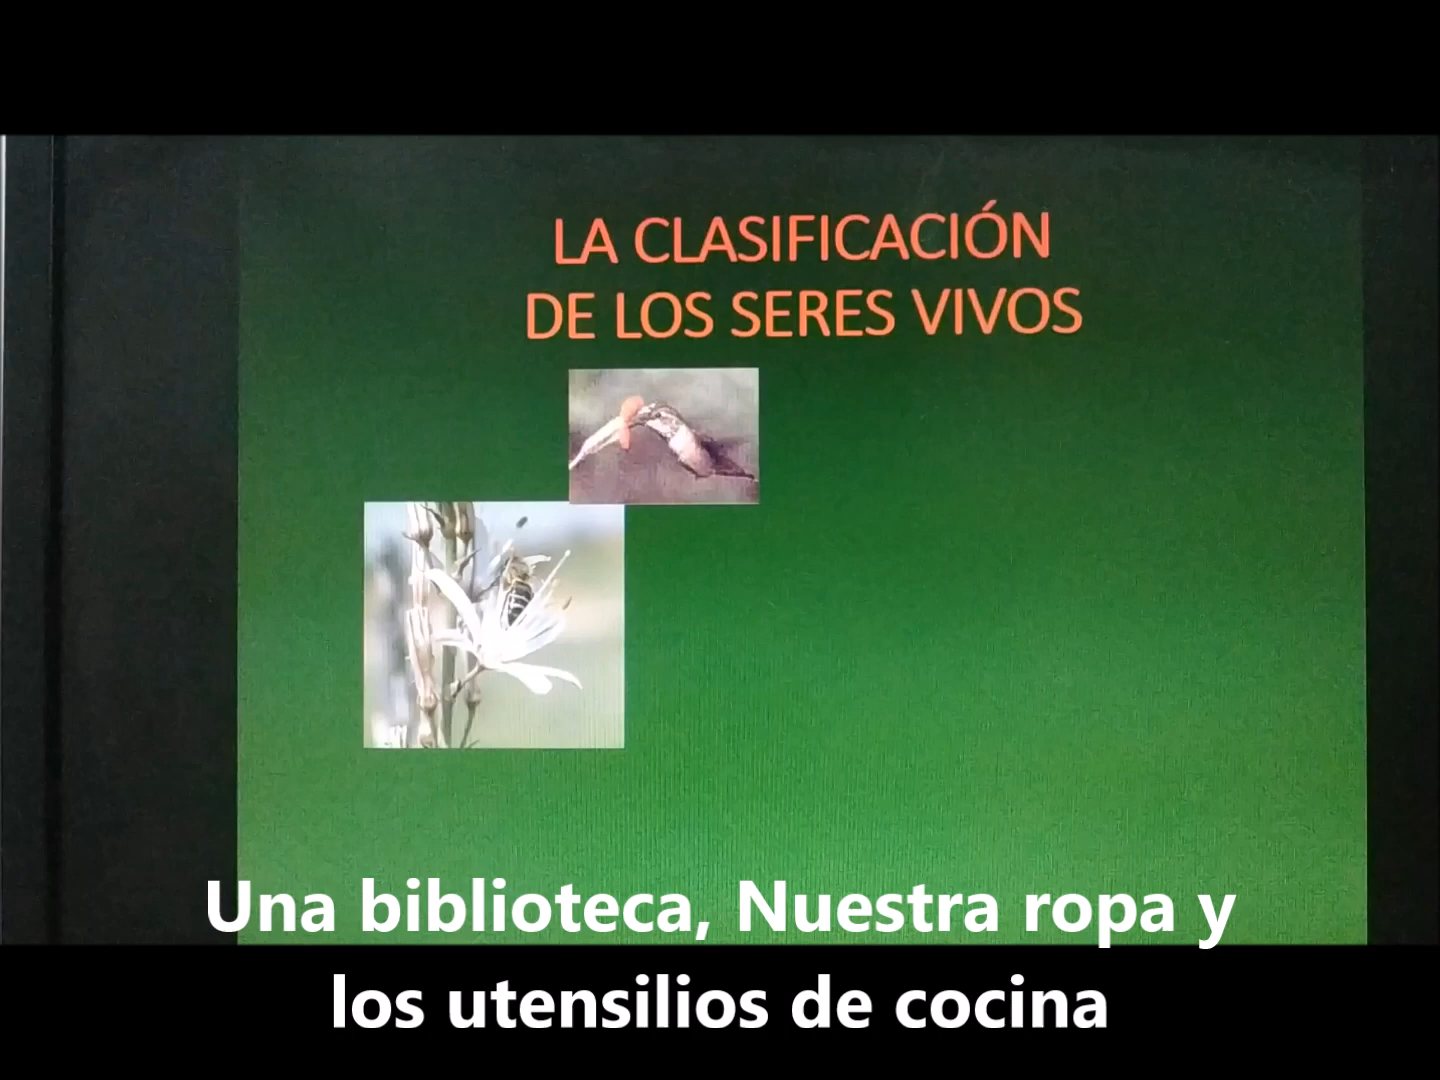 LA CLASIFICACIÓN
DE LOS SERES VIVOS
Una biblioteca, Nuestra ropa y
los utensilios de cocina